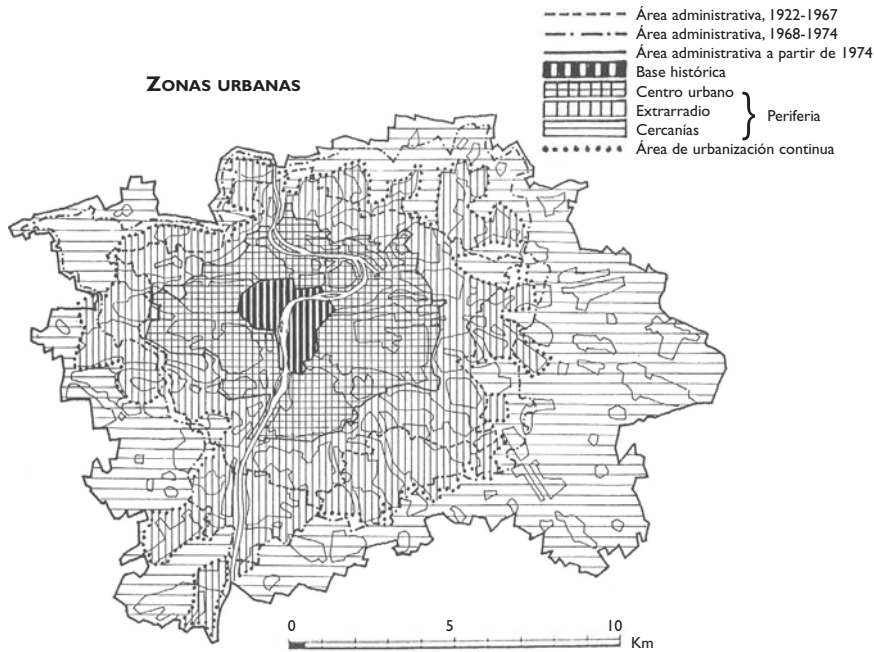 Área administrativa, 1922-1967
Área administrativa, 1968-1974
Área administrativa a partir de 1974
Base histórica
Centro urbano
Extrarradio
Cercanías
Periferia
Área de urbanización continua
ZONAS URBANAS
0 5 10
Km